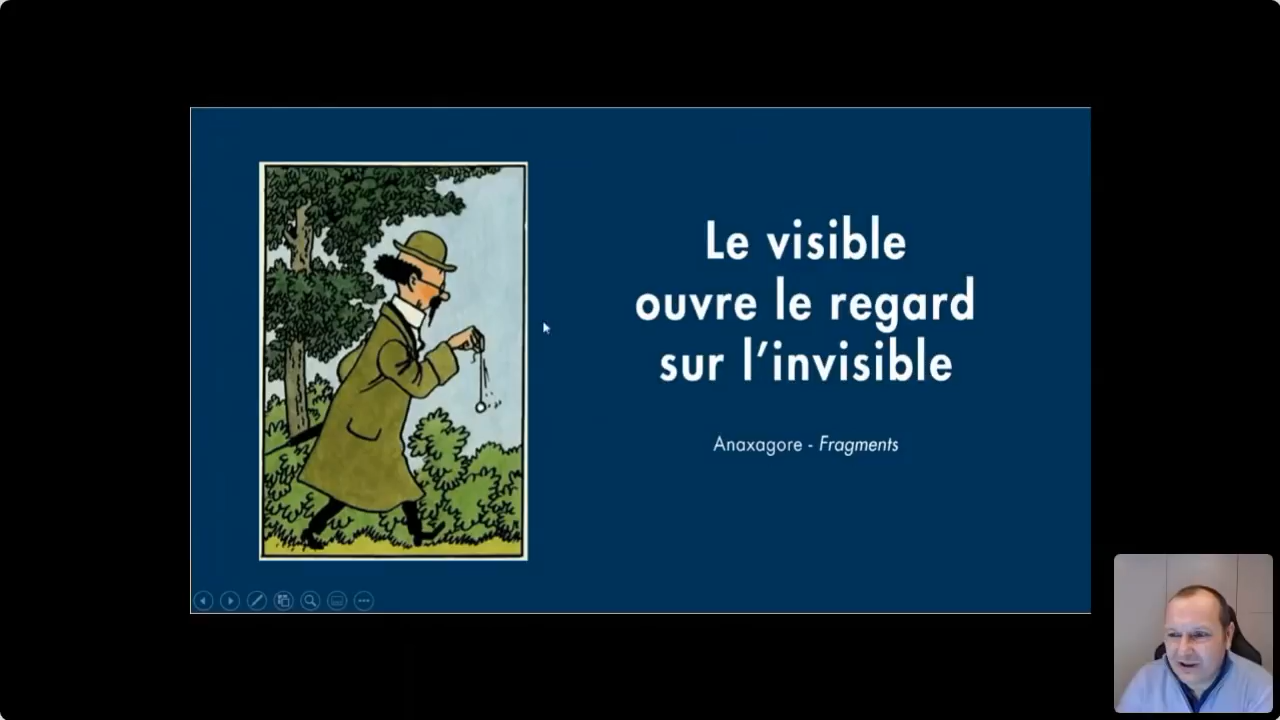 Le visible
ouvre le regard
sur l’invisible
Anaxagore - Fragments